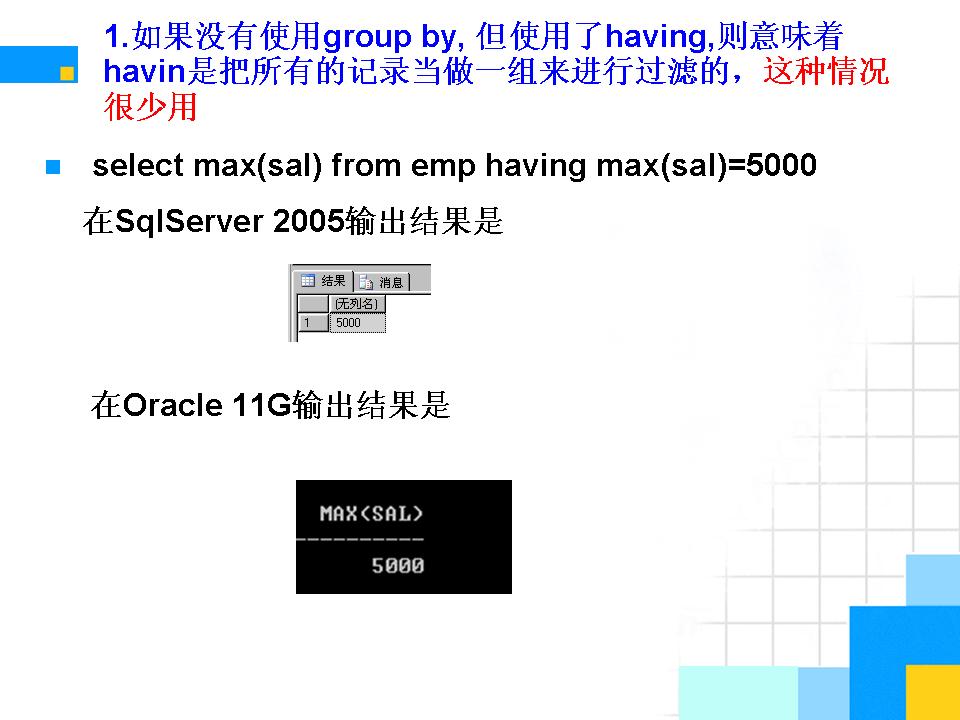 1.如果没有使用group by, 但使用了having,则意味着
havin是把所有的记录当做一组来进行过滤的，这种情况
很少用
select max(sal) from emp having max(sal)=5000
在SqlServer 2005输出结果是
结果 消息
(无列名)
1 5000
在Oracle 11G输出结果是
MAX(SAL)
----------
5000